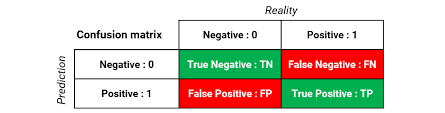 Reality
Confusion matrix Negative : 0 Positive : 1
Prediction
Negative : 0 True Negative : TN False Negative : FN
Positive : 1 False Positive : FP True Positive : TP